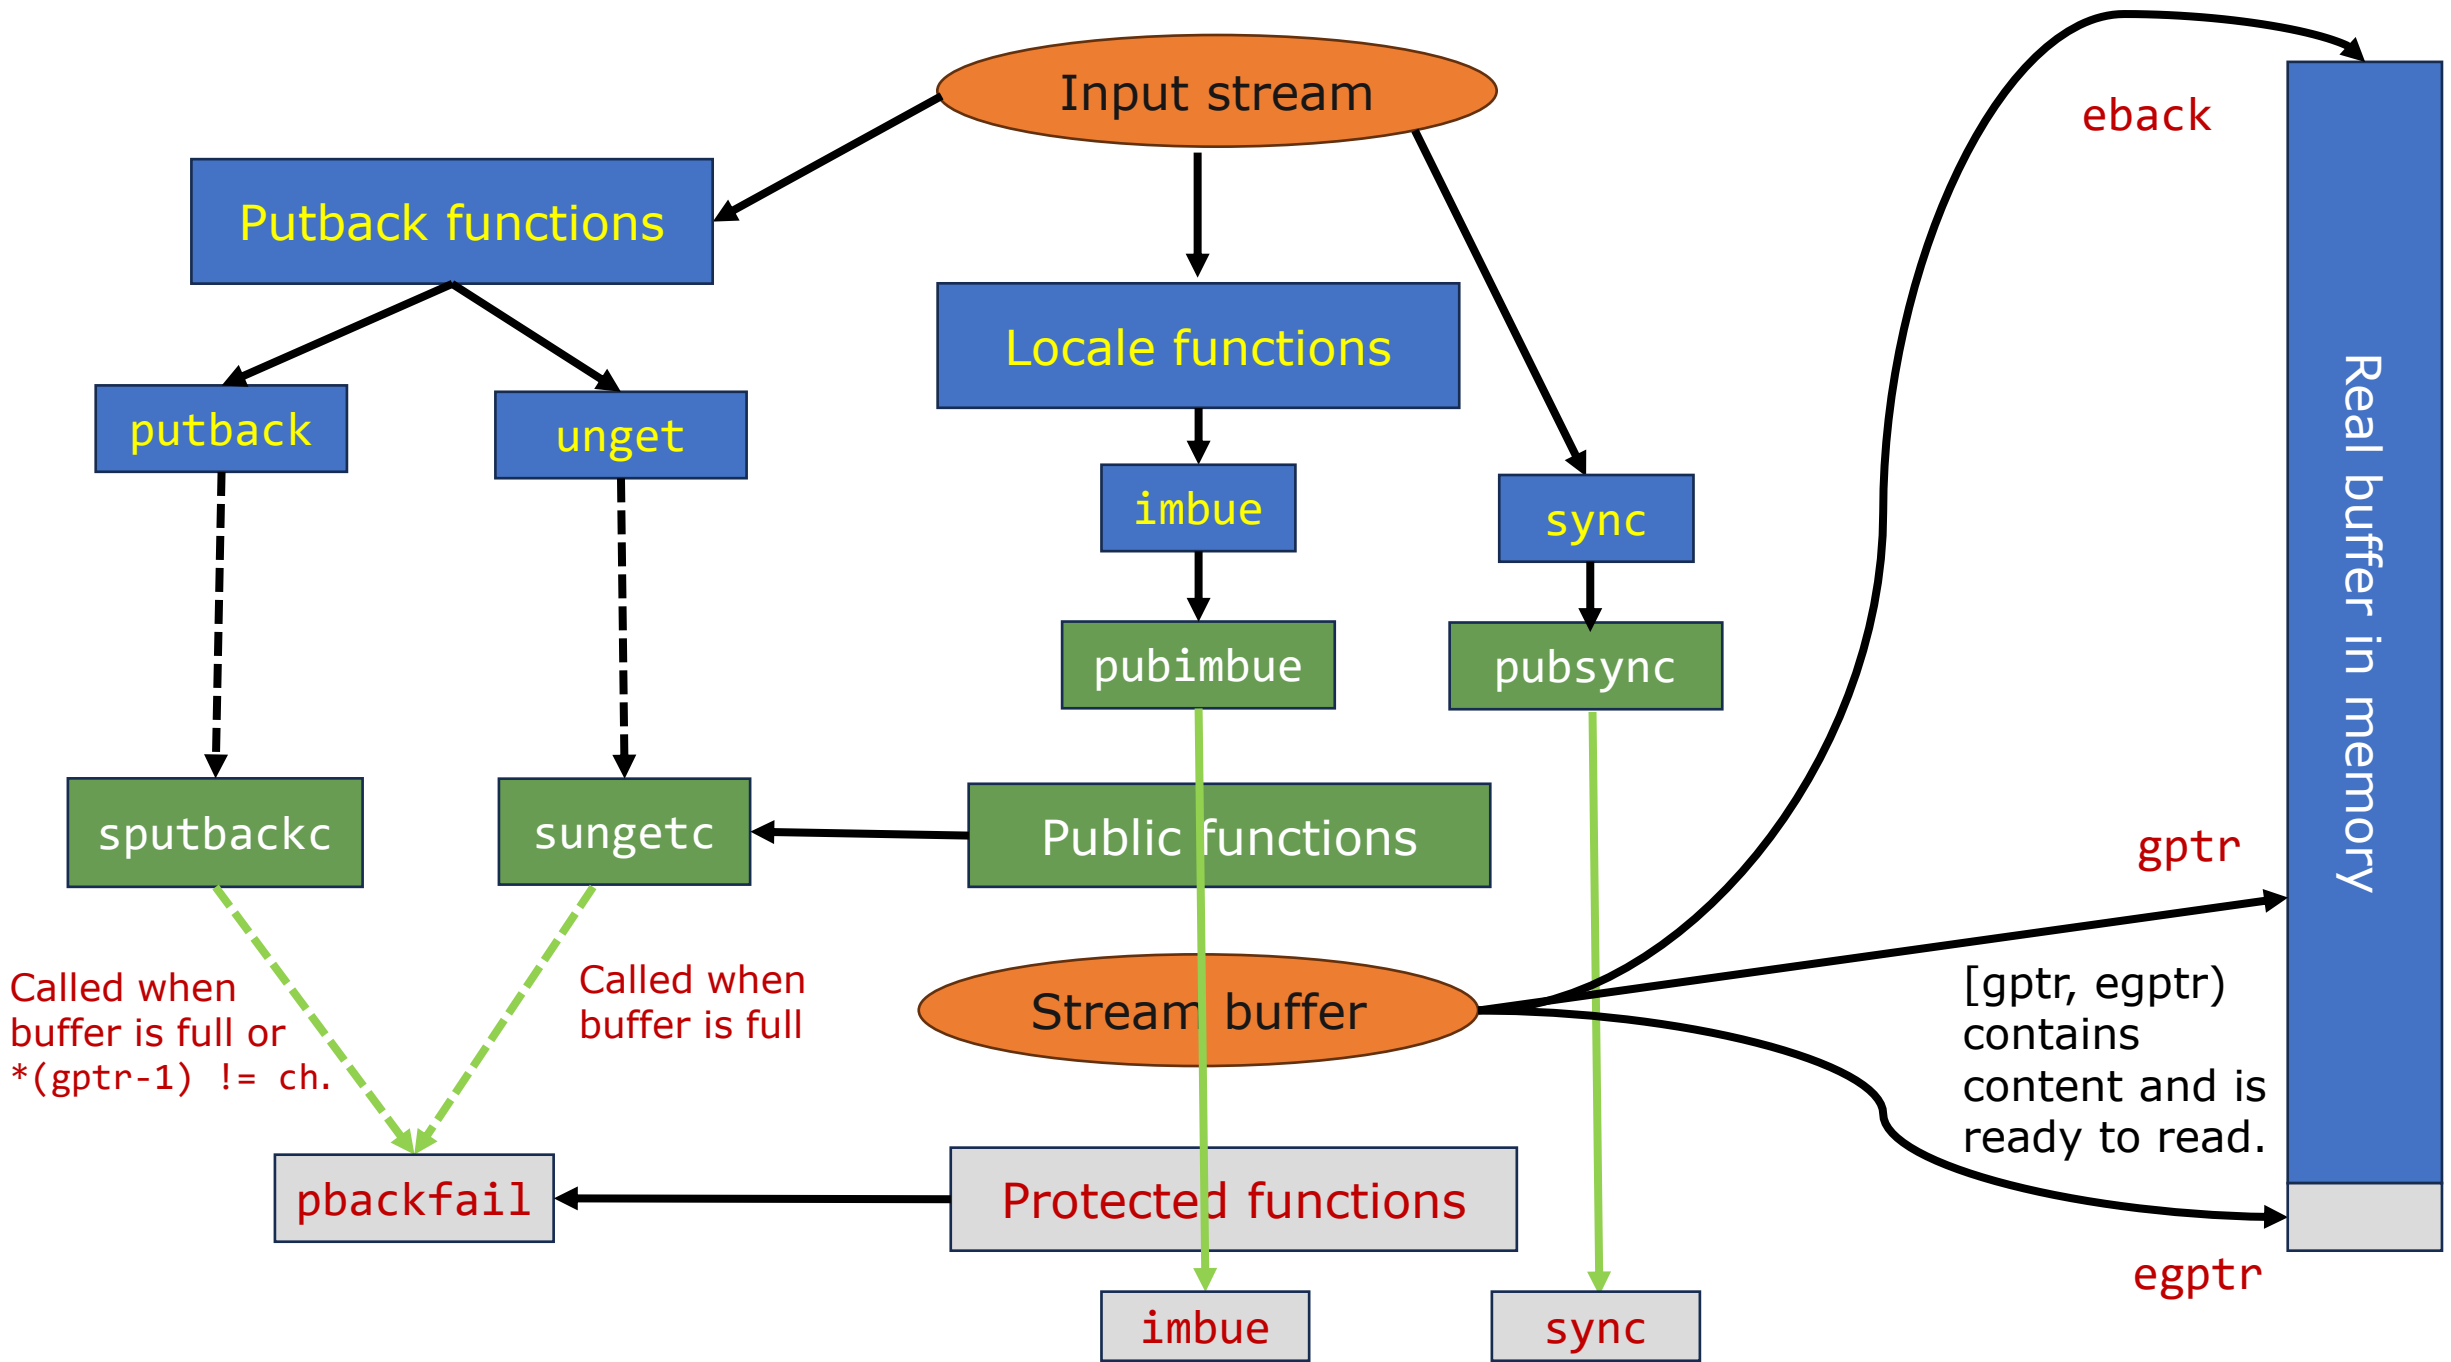 Input stream
eback
Putback functions
Locale functions
putback
unget
imbue
sync
Real buffer in memory
pubimbue
pubsync
sputbackc
sungetc
Public functions
gptr
Called when
buffer is full or
*(gptr-1) != ch.
Called when
buffer is full
Stream buffer
[gptr, egptr)
contains
content and is
ready to read.
pbackfail
Protected functions
egptr
imbue
sync